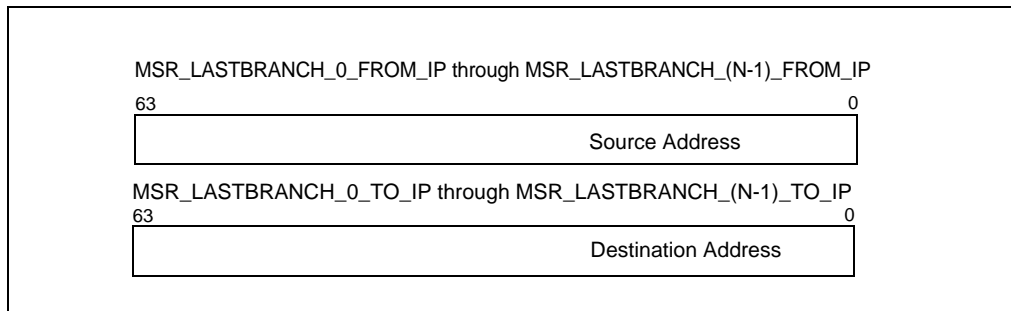 MSR_LASTBRANCH_0_FROM_IP through MSR_LASTBRANCH_(N-1)_FROM_IP
63 0
Source Address
MSR_LASTBRANCH_0_TO_IP through MSR_LASTBRANCH_(N-1)_TO_IP
63 0
Destination Address